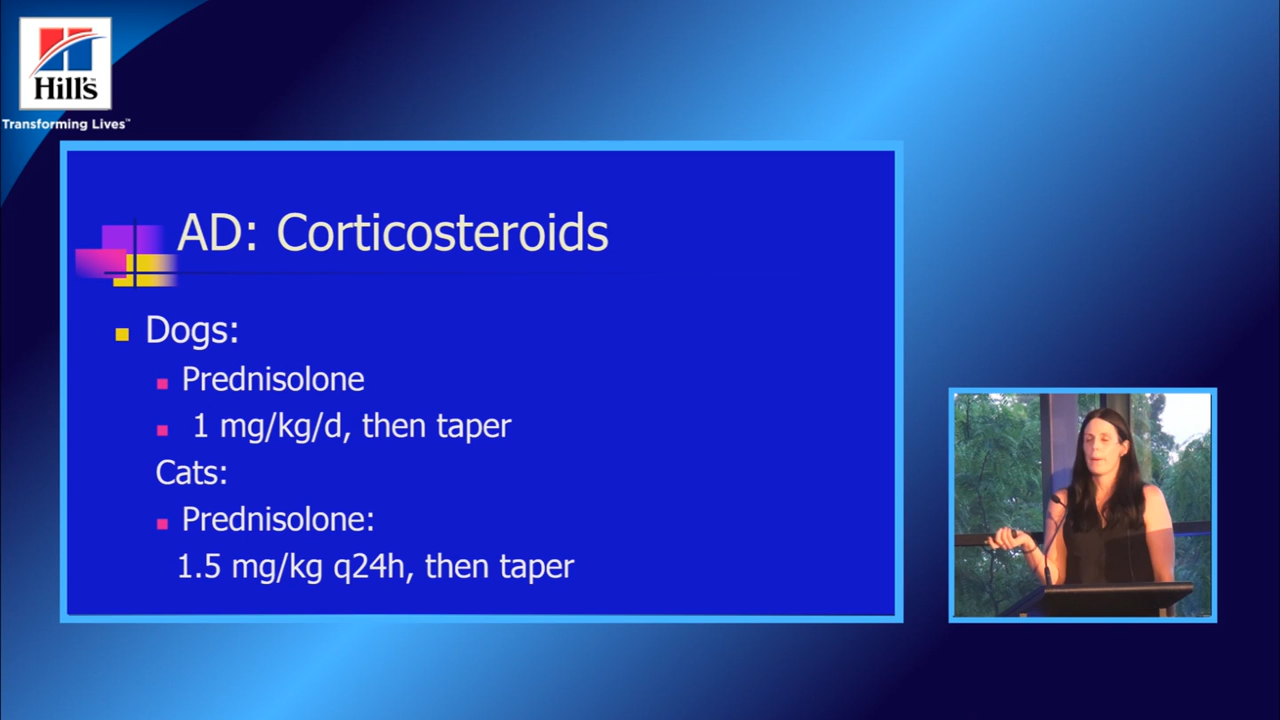 Hill's
Transforming Lives™
AD: Corticosteroids
Dogs:
Prednisolone
1 mg/kg/d, then taper
Cats:
Prednisolone:
1.5 mg/kg q24h, then taper